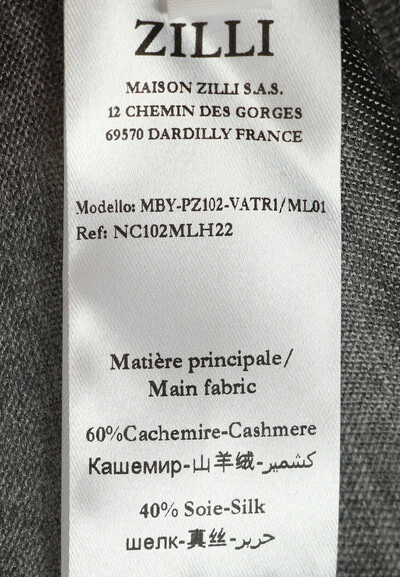 ZILLI
MAISON ZILLI S.A.S.
12 CHEMIN DES GORGES
69570 DARDILLY FRANCE
Modello: MBY-PZ102-VATR1/ML01
Ref: NC102MLH22
Matière principale/
Main fabric
60%Cachemire-Cashmere
Кашемир-山羊绒-كشمير
40% Soie-Silk
шелк-真丝-حرير